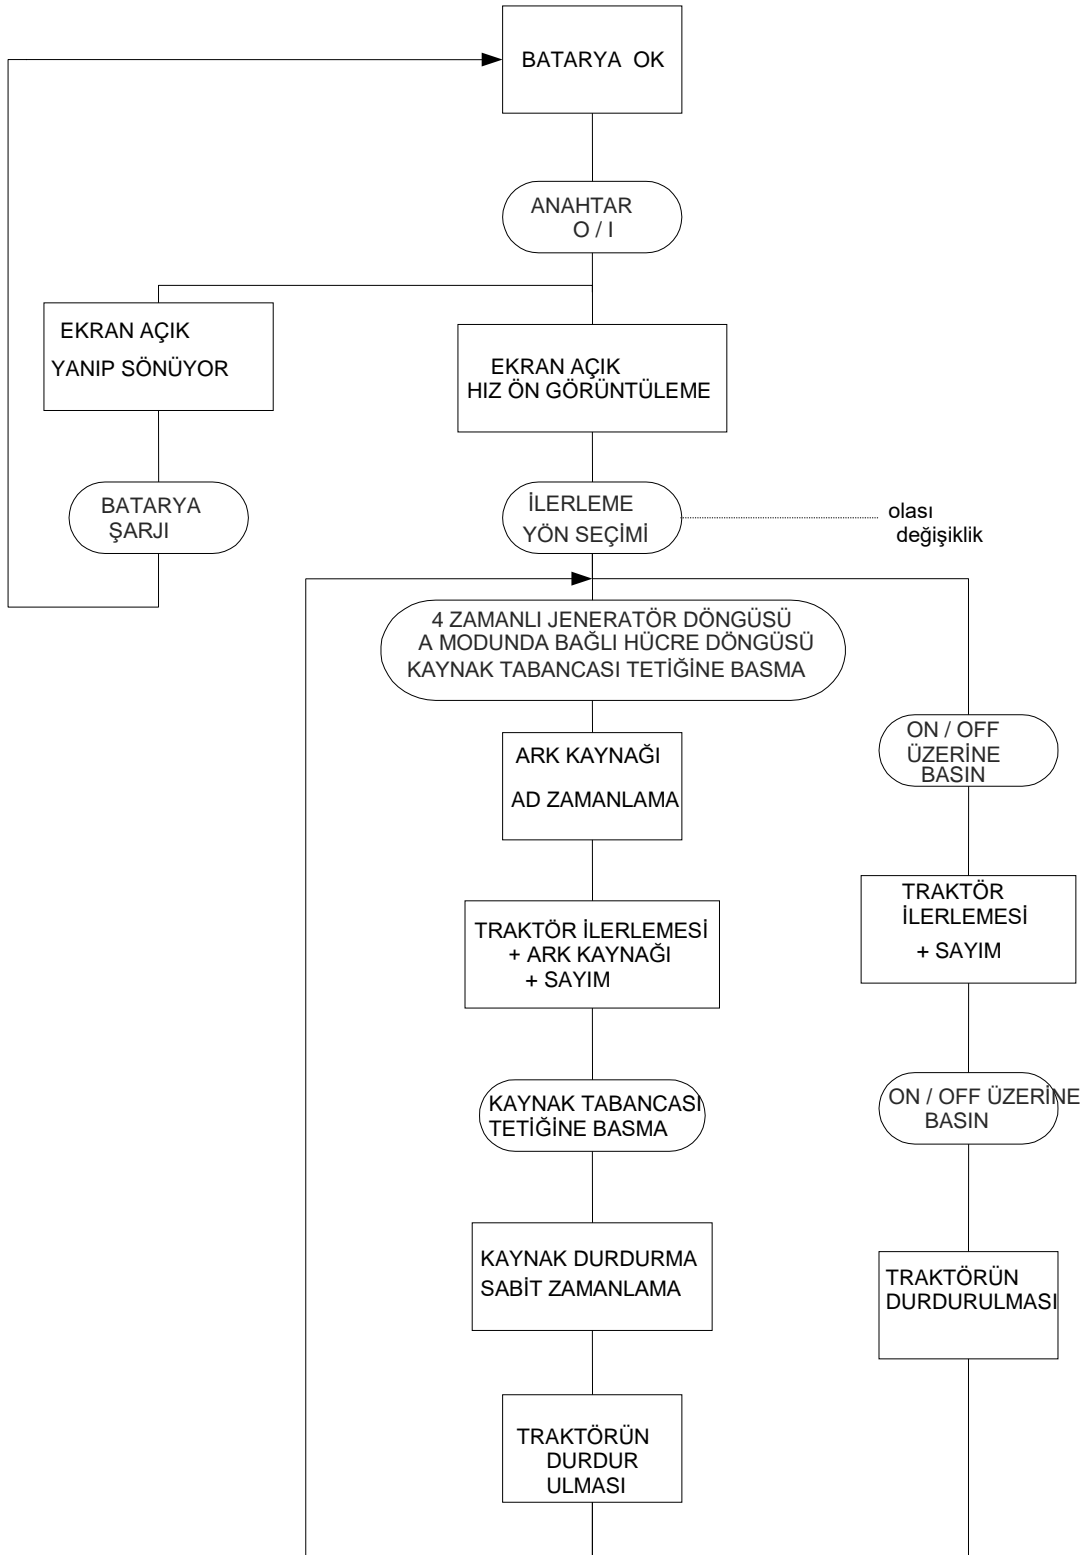 BATARYA OK
ANAHTAR
O / I
EKRAN AÇIK
YANIP SÖNÜYOR
EKRAN AÇIK
HIZ ÖN GÖRÜNTÜLEME
BATARYA
ŞARJI
İLERLEME
YÖN SEÇİMİ
olası
değişiklik
4 ZAMANLI JENERATÖR DÖNGÜSÜ
A MODUNDA BAĞLI HÜCRE DÖNGÜSÜ
KAYNAK TABANCASI TETİĞİNE BASMA
ARK KAYNAĞI
AD ZAMANLAMA
ON / OFF
ÜZERİNE
BASIN
TRAKTÖR İLERLEMESİ
+ ARK KAYNAĞI
+ SAYIM
TRAKTÖR
İLERLEMESİ
+ SAYIM
KAYNAK TABANCASI
TETİĞİNE BASMA
ON / OFF ÜZERİNE
BASIN
KAYNAK DURDURMA
SABİT ZAMANLAMA
TRAKTÖRÜN
DURDURULMASI
TRAKTÖRÜN
DURDUR
ULMASI